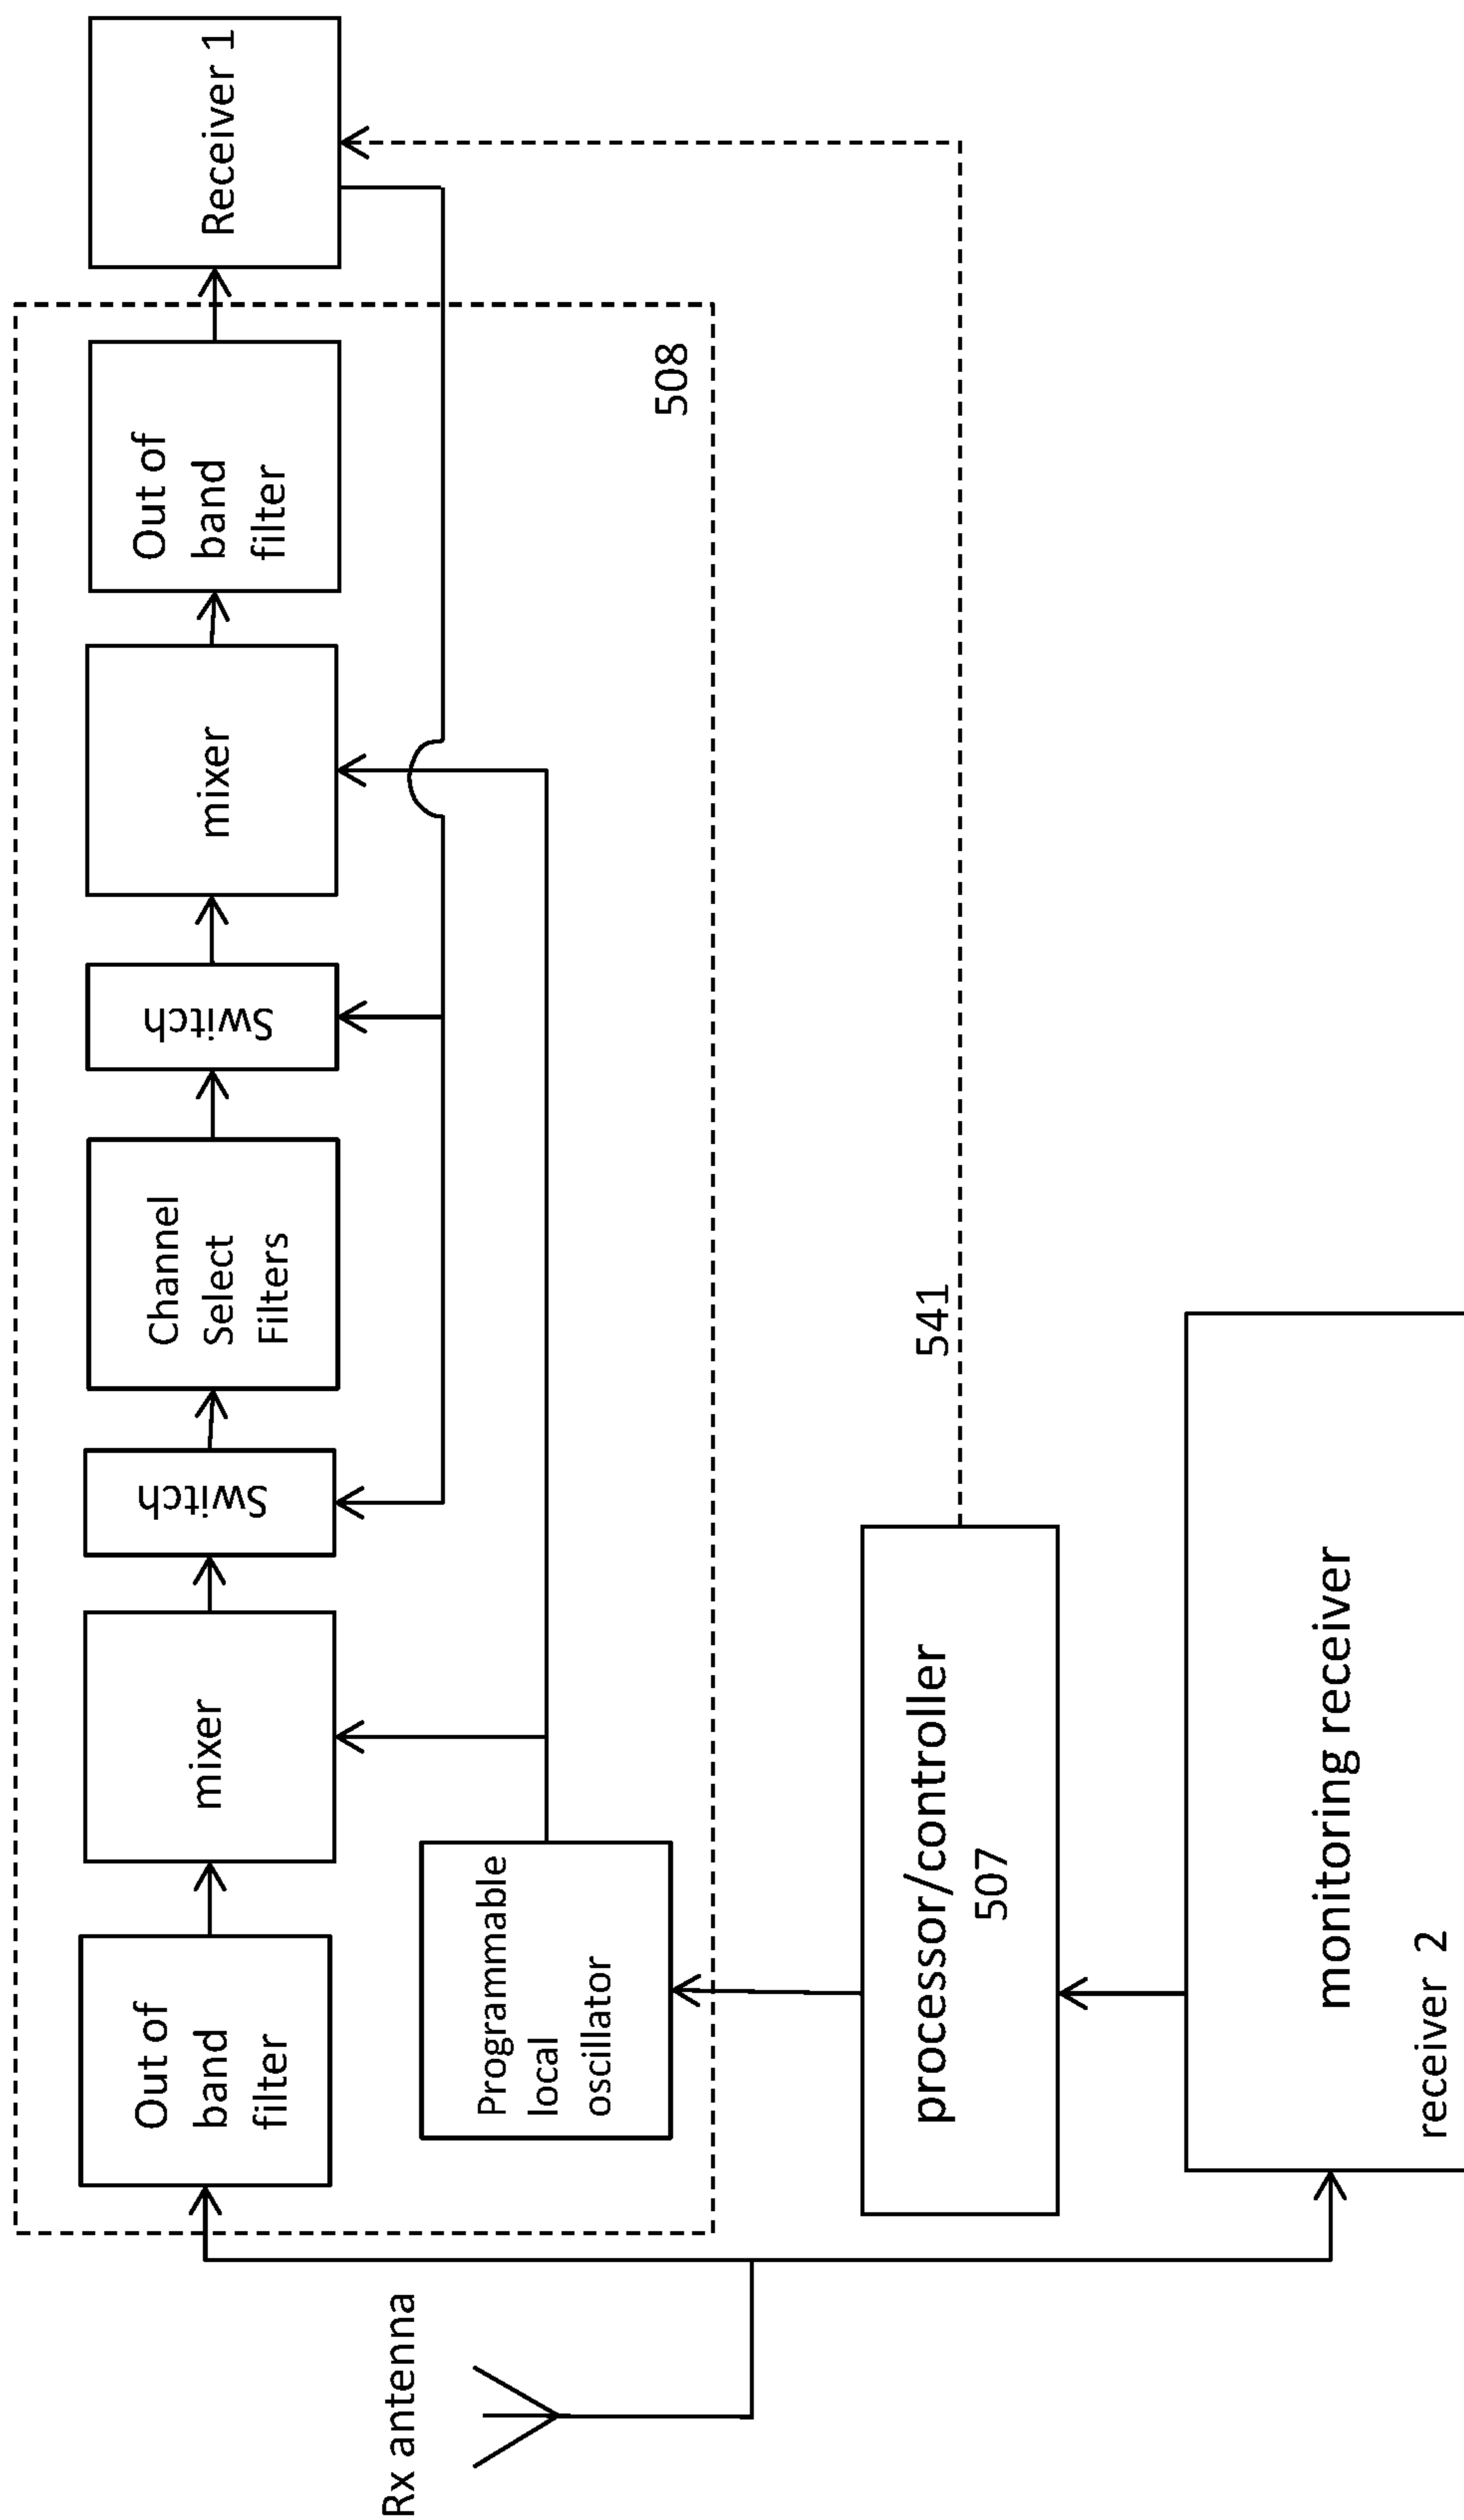 Rx antenna
Out of
band
filter
mixer
Switch
Channel
Select
Filters
Switch
mixer
Out of
band
filter
Receiver 1
Programmable
local
oscillator
508
processor/controller
507
541
monitoring receiver
receiver 2